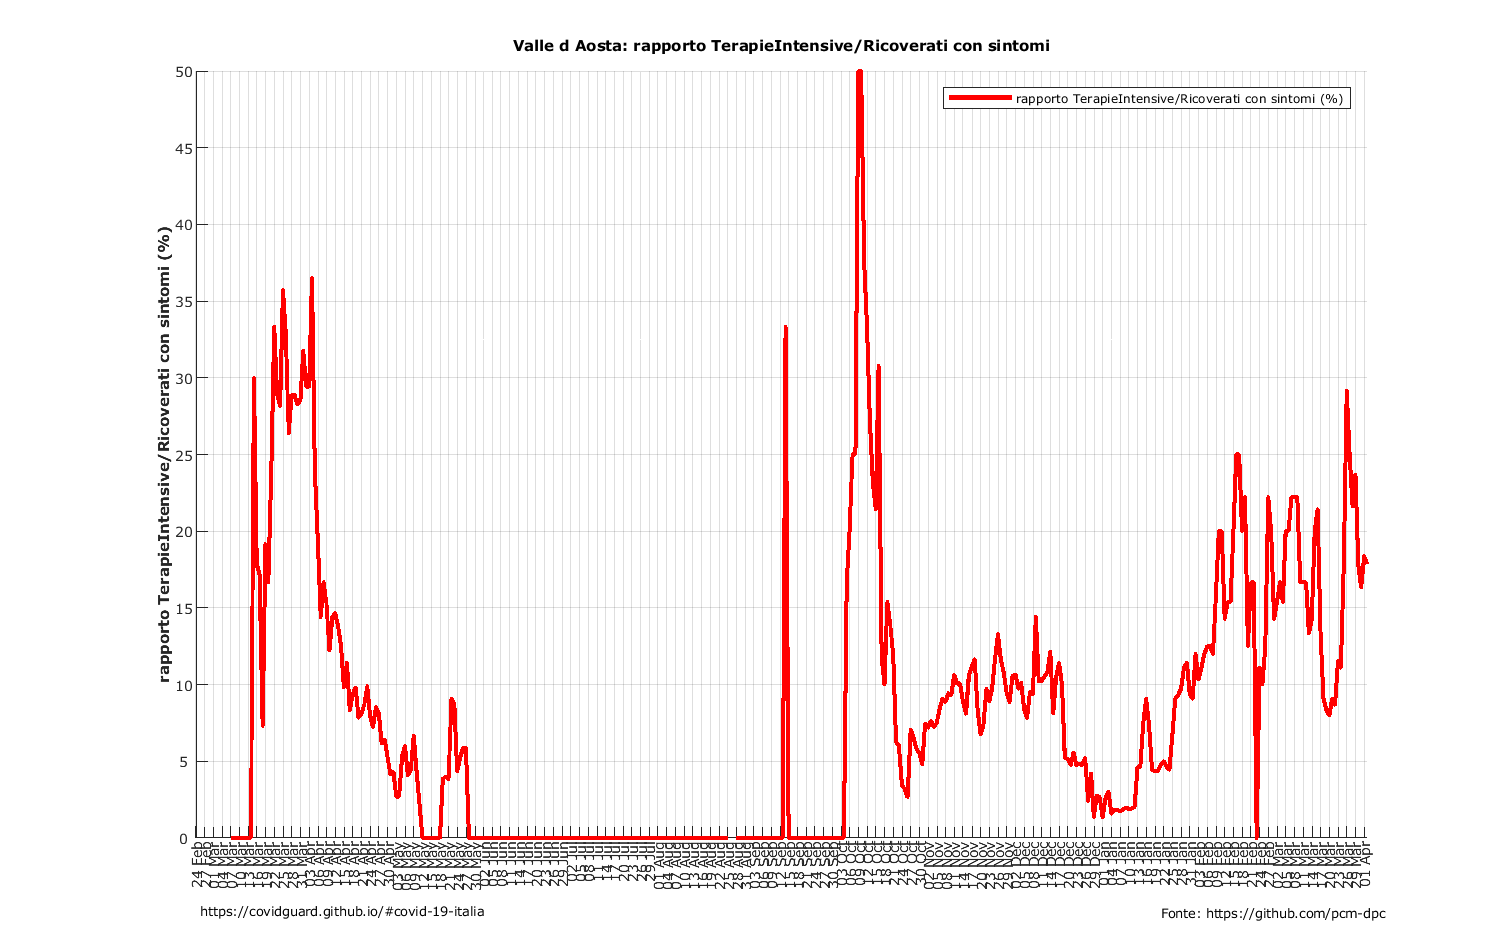 Valle d Aosta: rapporto TerapieIntensive/Ricoverati con sintomi
rapporto TerapieIntensive/Ricoverati con sintomi (%)
rapporto TerapieIntensive/Ricoverati con sintomi (%)
50
45
40
35
30
25
20
15
10
5
0
24 Feb
27 Feb
01 Mar
04 Mar
07 Mar
10 Mar
13 Mar
16 Mar
19 Mar
22 Mar
25 Mar
28 Mar
31 Mar
03 Apr
06 Apr
09 Apr
12 Apr
15 Apr
18 Apr
21 Apr
24 Apr
27 Apr
30 Apr
03 May
06 May
09 May
12 May
15 May
18 May
21 May
24 May
27 May
30 May
02 Jun
05 Jun
08 Jun
11 Jun
14 Jun
17 Jun
20 Jun
23 Jun
26 Jun
29 Jun
02 Jul
05 Jul
08 Jul
11 Jul
14 Jul
17 Jul
20 Jul
23 Jul
26 Jul
29 Jul
01 Aug
04 Aug
07 Aug
10 Aug
13 Aug
16 Aug
19 Aug
22 Aug
25 Aug
28 Aug
31 Aug
03 Sep
06 Sep
09 Sep
12 Sep
15 Sep
18 Sep
21 Sep
24 Sep
27 Sep
30 Sep
03 Oct
06 Oct
09 Oct
12 Oct
15 Oct
18 Oct
21 Oct
24 Oct
27 Oct
30 Oct
02 Nov
05 Nov
08 Nov
11 Nov
14 Nov
17 Nov
20 Nov
23 Nov
26 Nov
29 Nov
02 Dec
05 Dec
08 Dec
11 Dec
14 Dec
17 Dec
20 Dec
23 Dec
26 Dec
29 Dec
01 Jan
04 Jan
07 Jan
10 Jan
13 Jan
16 Jan
19 Jan
22 Jan
25 Jan
28 Jan
31 Jan
03 Feb
06 Feb
09 Feb
12 Feb
15 Feb
18 Feb
21 Feb
24 Feb
27 Feb
02 Mar
05 Mar
08 Mar
11 Mar
14 Mar
17 Mar
20 Mar
23 Mar
26 Mar
29 Mar
01 Apr
https://covidguard.github.io/#covid-19-italia
Fonte: https://github.com/pcm-dpc